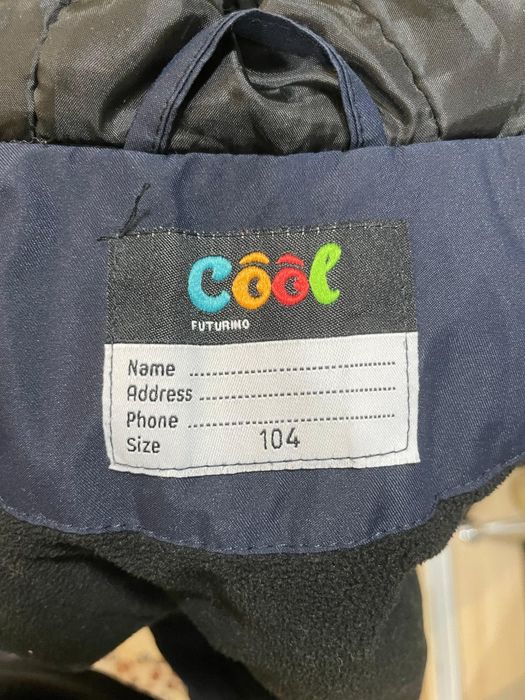 Cool
FUTURINO
Name
Address
Phone
Size 104